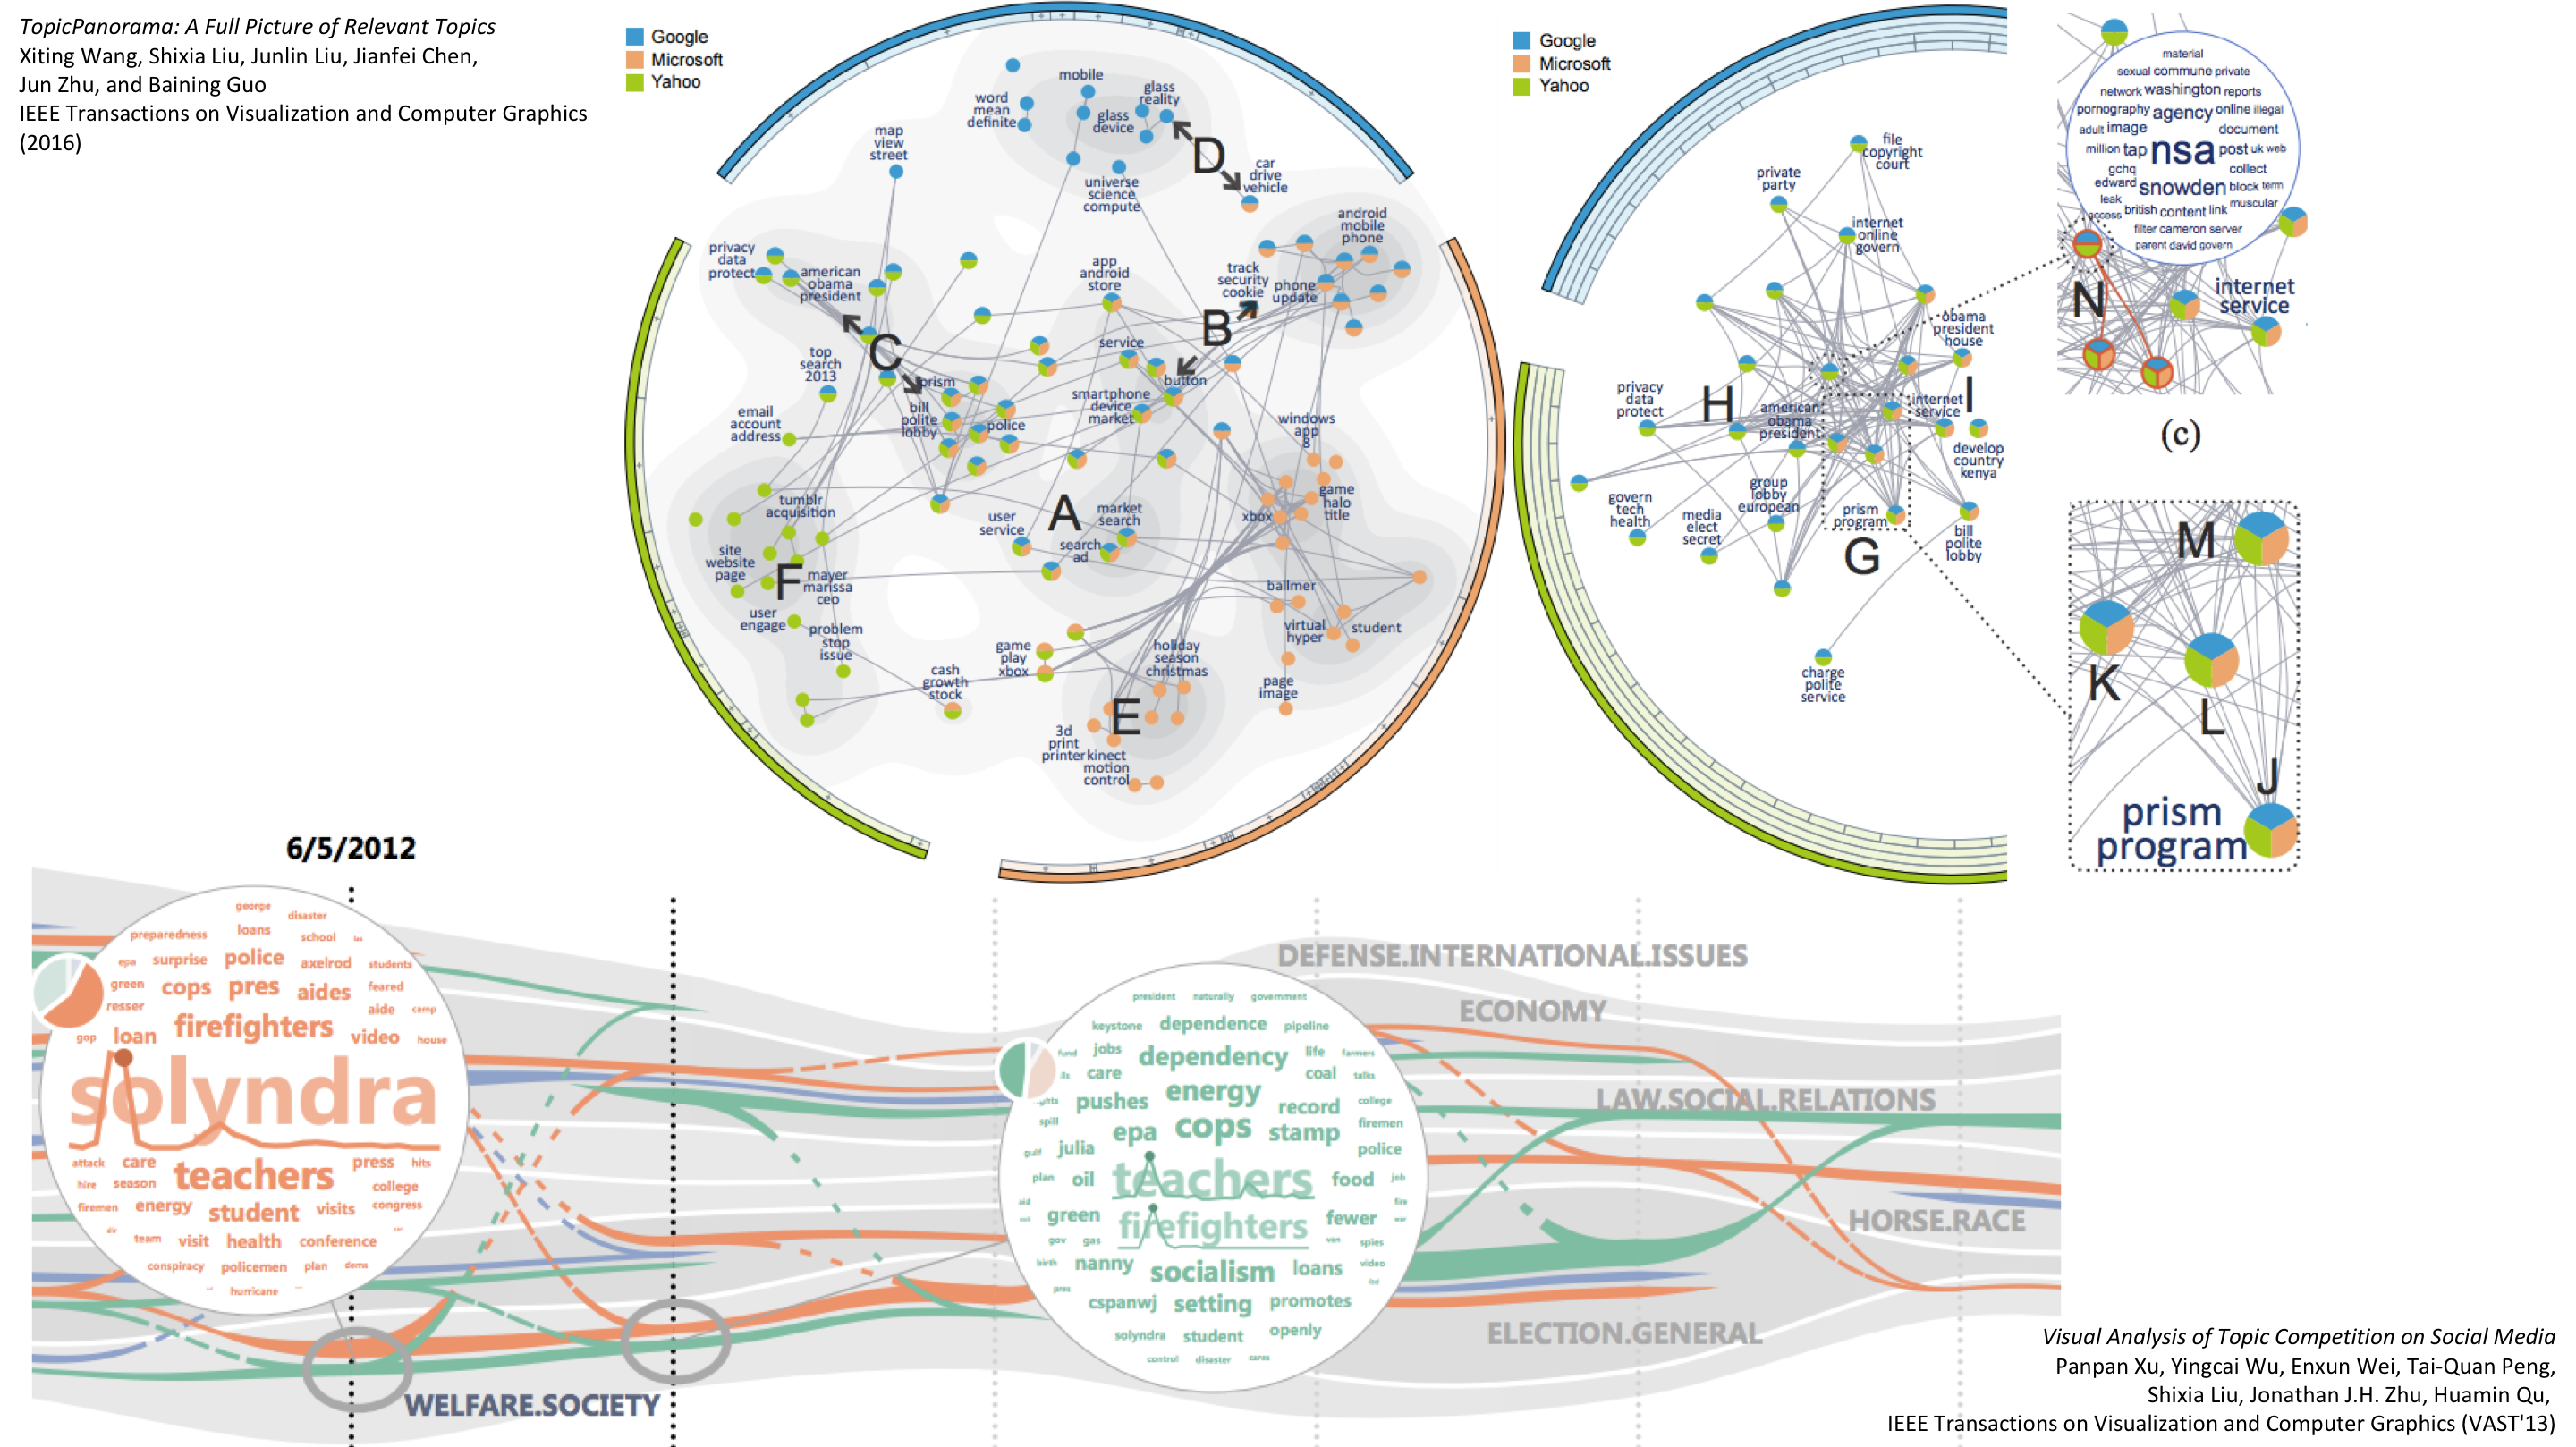 TopicPanorama: A Full Picture of Relevant Topics
Xiting Wang, Shixia Liu, Junlin Liu, Jianfei Chen,
Jun Zhu, and Baining Guo
IEEE Transactions on Visualization and Computer Graphics
(2016)
Google
Microsoft
Yahoo
mobile
glass
reality
word
mean
definite
glass
device
map
view
street
D
car
drive
vehicle
universe
science
compute
android
mobile
phone
privacy
data
protect
american
obama
president
app
android
store
track
security
cookie
phone
update
B
C
service
top
search
2013
prism
button
bill
polite
lobby
smartphone
device
market
email
account
address
police
windows
app
8
tumblr
acquisition
A
user
service
market
search
search
ad
xbox
game
halo
title
site
website
page
F
mayer
marissa
ceo
ballmer
user
engage
problem
stop
issue
virtual
hyper
student
game
play
xbox
holiday
season
christmas
cash
growth
stock
page
image
E
3d
print
printer
kinect
motion
control
Google
Microsoft
Yahoo
file
copyright
court
private
party
internet
online
govern
obama
president
house
privacy
data
protect
H
american
obama
president
internet
service
I
develop
country
kenya
govern
tech
health
group
lobby
european
media
elect
secret
prism
program
G
bill
polite
lobby
charge
polite
service
material
sexual commune private
network washington reports
pornography agency online illegal
adult image document
million tap nsa post uk web
gchq collect
edward snowden block term
leak
access british content link muscular
filter cameron server
parent david govern
N
internet
service
(c)
M
K
L
J
prism
program
6/5/2012
george
disaster
preparedness loans school
epa surprise police axelrod students
green cops pres aides feared
resser aide camp
gop loan firefighters video house
solyndra
attack care teachers press hits
hire season college
firemen energy student visits congress
team visit health conference
conspiracy policemen plan dems
hurricane
WELFARE.SOCIETY
president naturally government
keystone dependence pipeline
fund jobs dependency life farmers
care energy coal talks
pushes record college
spill epa cops stamp firemen
gulf julia police
plan oil teachers food job
green firefighters fewer
gov gas spies
birth nanny socialism loans video
pres cspanwj setting promotes
solyndra student openly
control disaster cares
DEFENSE.INTERNATIONAL.ISSUES
ECONOMY
LAW.SOCIAL.RELATIONS
HORSE.RACE
ELECTION.GENERAL
Visual Analysis of Topic Competition on Social Media
Panpan Xu, Yingcai Wu, Enxun Wei, Tai-Quan Peng,
Shixia Liu, Jonathan J.H. Zhu, Huamin Qu,
IEEE Transactions on Visualization and Computer Graphics (VAST'13)